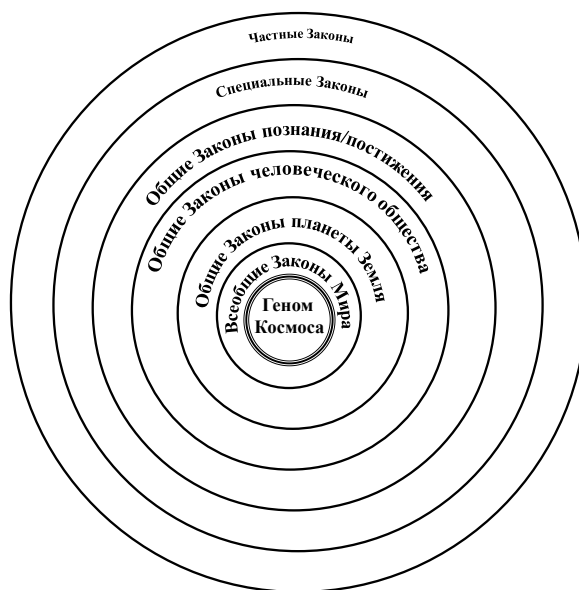 Частные Законы
Специальные Законы
Общие Законы познания/постижения
Общие Законы человеческого общества
Общие Законы планеты Земля
Всеобщие Законы Мира
Геном
Космоса